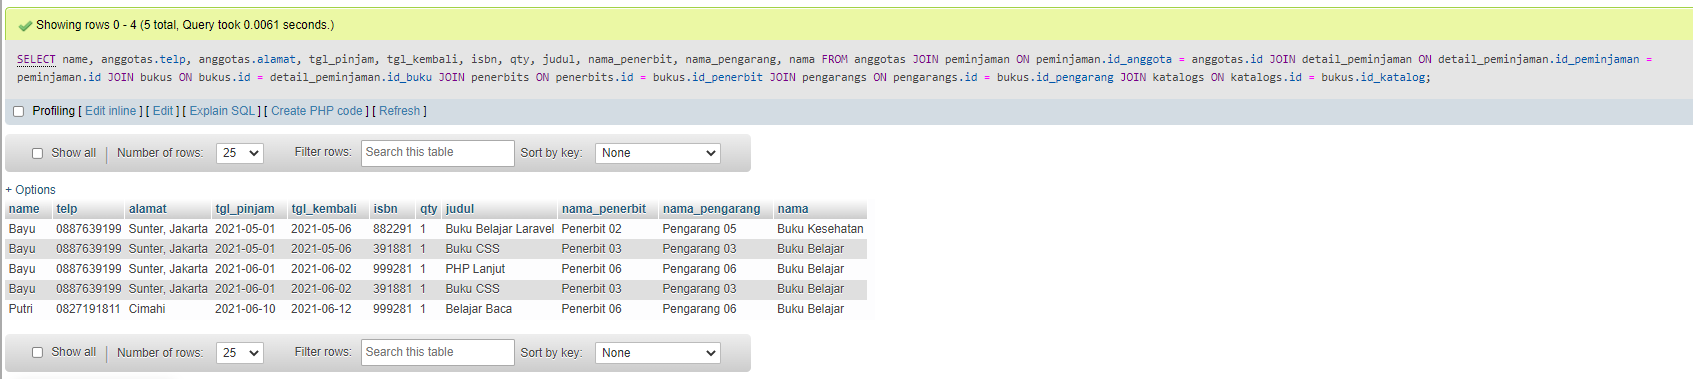 Showing rows 0 - 4 (5 total, Query took 0.0061 seconds.)
SELECT name, anggotas.telp, anggotas.alamat, tgl_pinjam, tgl_kembali, isbn, qty, judul, nama_penerbit, nama_pengarang, nama FROM anggotas JOIN peminjaman ON peminjaman.id_anggota = anggotas.id JOIN detail_peminjaman ON detail_peminjaman.id_peminjaman =
peminjaman.id JOIN bukus ON bukus.id = detail_peminjaman.id_buku JOIN penerbits ON penerbits.id = bukus.id_penerbit JOIN pengarangs ON pengarangs.id = bukus.id_pengarang JOIN katalogs ON katalogs.id = bukus.id_katalog;
Profiling [ Edit inline ] [ Edit ] [ Explain SQL ] [ Create PHP code ] [ Refresh ]
Show all Number of rows: 25 Filter rows: Search this table Sort by key: None
+ Options
name telp alamat tgl_pinjam tgl_kembali isbn qty judul nama_penerbit nama_pengarang nama
Bayu 0887639199 Sunter, Jakarta 2021-05-01 2021-05-06 882291 1 Buku Belajar Laravel Penerbit 02 Pengarang 05 Buku Kesehatan
Bayu 0887639199 Sunter, Jakarta 2021-05-01 2021-05-06 391881 1 Buku CSS Penerbit 03 Pengarang 03 Buku Belajar
Bayu 0887639199 Sunter, Jakarta 2021-06-01 2021-06-02 999281 1 PHP Lanjut Penerbit 06 Pengarang 06 Buku Belajar
Bayu 0887639199 Sunter, Jakarta 2021-06-01 2021-06-02 391881 1 Buku CSS Penerbit 03 Pengarang 03 Buku Belajar
Putri 0827191811 Cimahi 2021-06-10 2021-06-12 999281 1 Belajar Baca Penerbit 06 Pengarang 06 Buku Belajar
Show all Number of rows: 25 Filter rows: Search this table Sort by key: None